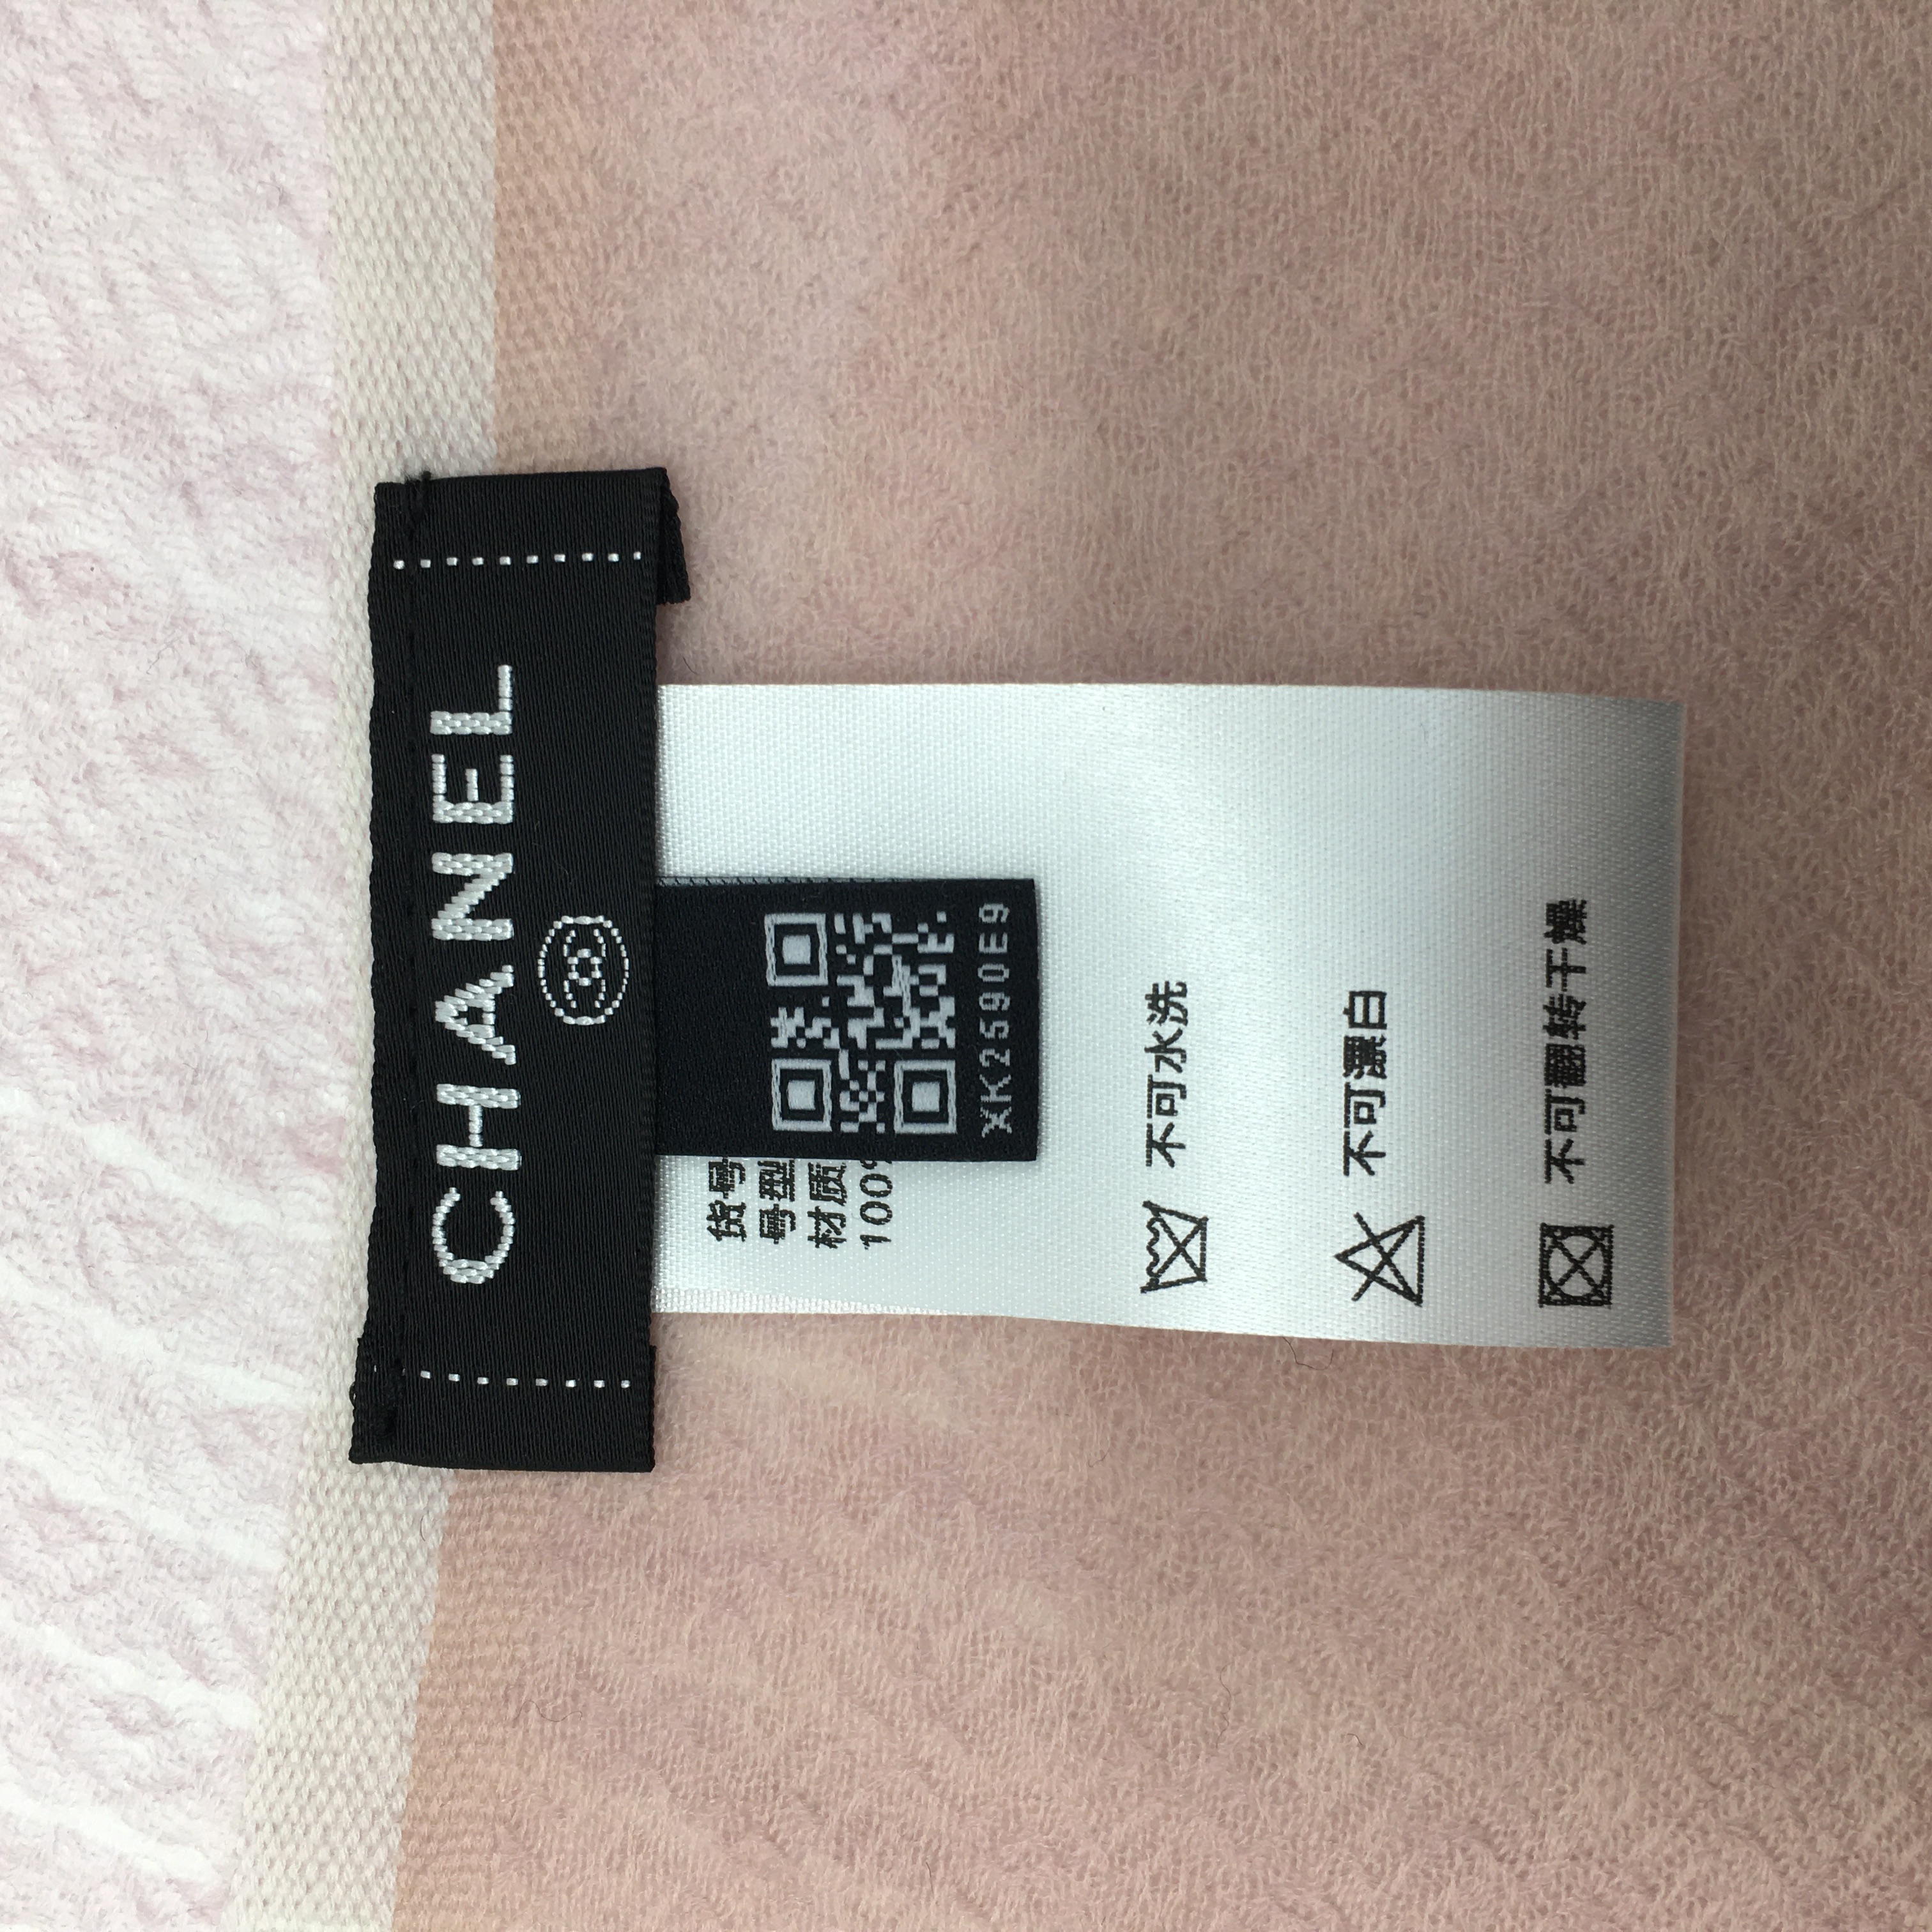 CHANEL
货号
号型
材质
100%
XK2590E9
不可水洗
不可漂白
不可翻转干燥